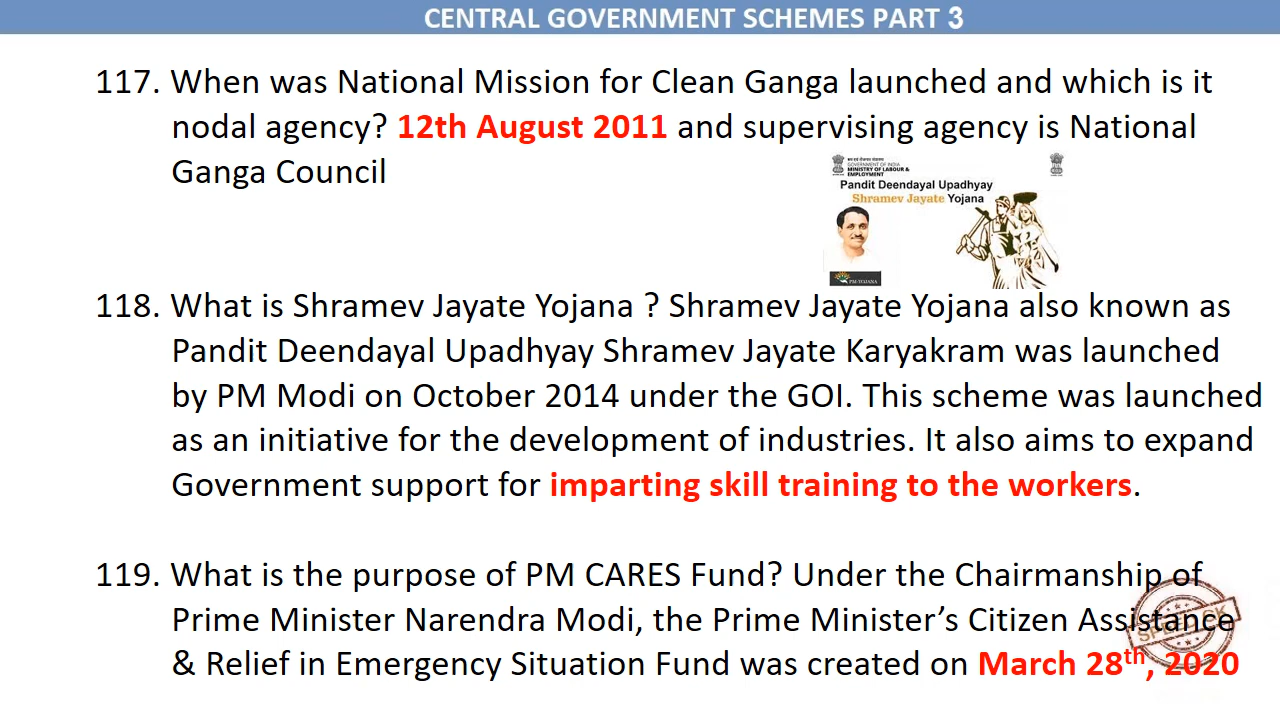 CENTRAL GOVERNMENT SCHEMES PART 3
117. When was National Mission for Clean Ganga launched and which is it
nodal agency? 12th August 2011 and supervising agency is National
Ganga Council
GOVERNMENT OF INDIA
MINISTRY OF LABOUR &
EMPLOYMENT
Pandit Deendayal Upadhyay
Shramev Jayate Yojana
PM-YOJANA
118. What is Shramev Jayate Yojana ? Shramev Jayate Yojana also known as
Pandit Deendayal Upadhyay Shramev Jayate Karyakram was launched
by PM Modi on October 2014 under the GOI. This scheme was launched
as an initiative for the development of industries. It also aims to expand
Government support for imparting skill training to the workers.
119. What is the purpose of PM CARES Fund? Under the Chairmanship of
Prime Minister Narendra Modi, the Prime Minister’s Citizen Assistance
& Relief in Emergency Situation Fund was created on March 28th, 2020